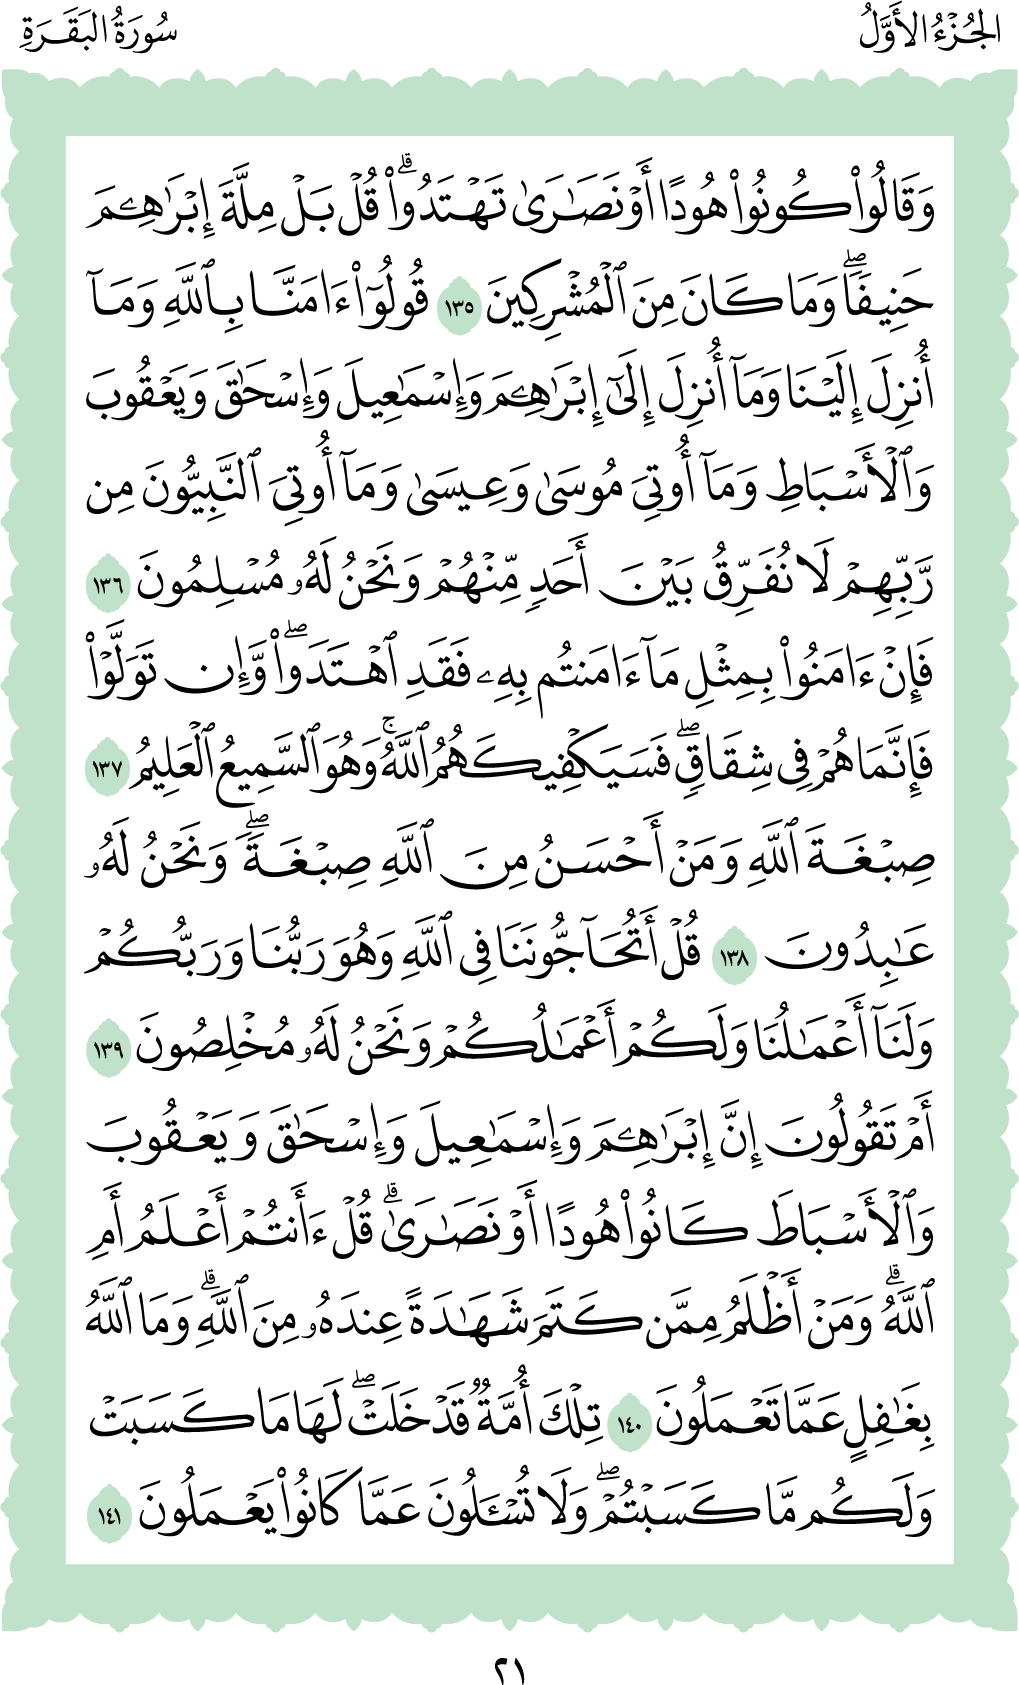 الجُزْءُ الأَوَّلُ
سُورَةُ البَقَرَةِ
وَقَالُواْ كُونُواْ هُودًا أَوۡ نَصَٰرَىٰ تَهۡتَدُواْۗ قُلۡ بَلۡ مِلَّةَ إِبۡرَٰهِـۧمَ
حَنِيفٗاۖ وَمَا كَانَ مِنَ ٱلۡمُشۡرِكِينَ ١٣٥ قُولُوٓاْ ءَامَنَّا بِٱللَّهِ وَمَآ
أُنزِلَ إِلَيۡنَا وَمَآ أُنزِلَ إِلَىٰٓ إِبۡرَٰهِـۧمَ وَإِسۡمَٰعِيلَ وَإِسۡحَٰقَ وَيَعۡقُوبَ
وَٱلۡأَسۡبَاطِ وَمَآ أُوتِيَ مُوسَىٰ وَعِيسَىٰ وَمَآ أُوتِيَ ٱلنَّبِيُّونَ مِن
رَّبِّهِمۡ لَا نُفَرِّقُ بَيۡنَ أَحَدٖ مِّنۡهُمۡ وَنَحۡنُ لَهُۥ مُسۡلِمُونَ ١٣٦
فَإِنۡ ءَامَنُواْ بِمِثۡلِ مَآ ءَامَنتُم بِهِۦ فَقَدِ ٱهۡتَدَواْۖ وَّإِن تَوَلَّوۡاْ
فَإِنَّمَا هُمۡ فِي شِقَاقٖۖ فَسَيَكۡفِيكَهُمُ ٱللَّهُۚ وَهُوَ ٱلسَّمِيعُ ٱلۡعَلِيمُ ١٣٧
صِبۡغَةَ ٱللَّهِ وَمَنۡ أَحۡسَنُ مِنَ ٱللَّهِ صِبۡغَةٗۖ وَنَحۡنُ لَهُۥ
عَٰبِدُونَ ١٣٨ قُلۡ أَتُحَآجُّونَنَا فِي ٱللَّهِ وَهُوَ رَبُّنَا وَرَبُّكُمۡ
وَلَنَآ أَعۡمَٰلُنَا وَلَكُمۡ أَعۡمَٰلُكُمۡ وَنَحۡنُ لَهُۥ مُخۡلِصُونَ ١٣٩
أَمۡ تَقُولُونَ إِنَّ إِبۡرَٰهِـۧمَ وَإِسۡمَٰعِيلَ وَإِسۡحَٰقَ وَيَعۡقُوبَ
وَٱلۡأَسۡبَاطَ كَانُواْ هُودًا أَوۡ نَصَٰرَىٰۗ قُلۡ ءَأَنتُمۡ أَعۡلَمُ أَمِ
ٱللَّهُۗ وَمَنۡ أَظۡلَمُ مِمَّن كَتَمَ شَهَٰدَةً عِندَهُۥ مِنَ ٱللَّهِۗ وَمَا ٱللَّهُ
بِغَٰفِلٍ عَمَّا تَعۡمَلُونَ ١٤٠ تِلۡكَ أُمَّةٞ قَدۡ خَلَتۡۖ لَهَا مَا كَسَبَتۡ
وَلَكُم مَّا كَسَبۡتُمۡۖ وَلَا تُسۡـَٔلُونَ عَمَّا كَانُواْ يَعۡمَلُونَ ١٤١
٢١